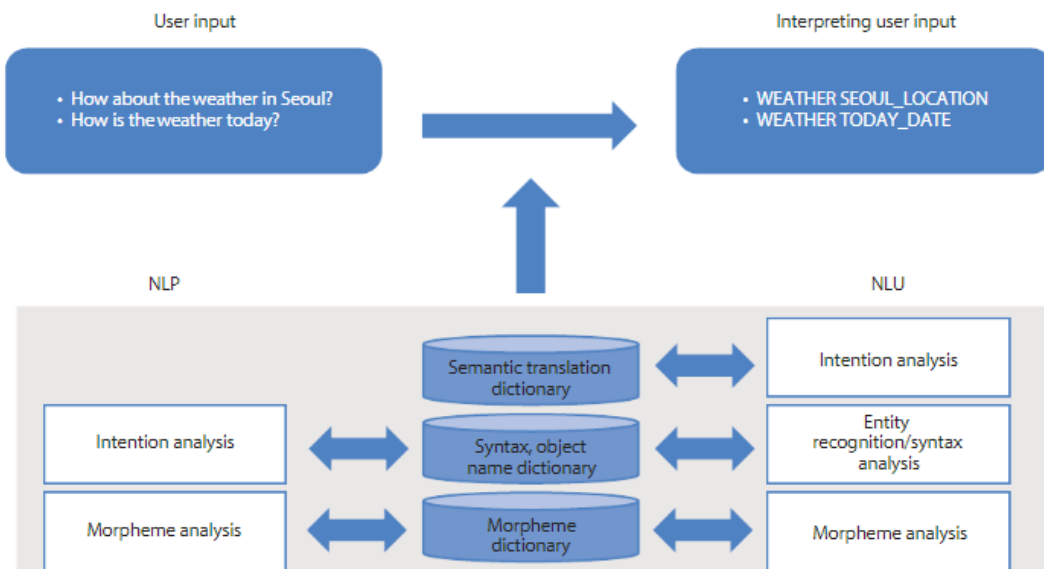 User input
Interpreting user input
• How about the weather in Seoul?
• How is the weather today?
• WEATHER SEOUL_LOCATION
• WEATHER TODAY_DATE
NLP
NLU
Semantic translation
dictionary
Intention analysis
Intention analysis
Syntax, object
name dictionary
Entity
recognition/syntax
analysis
Morpheme analysis
Morpheme
dictionary
Morpheme analysis